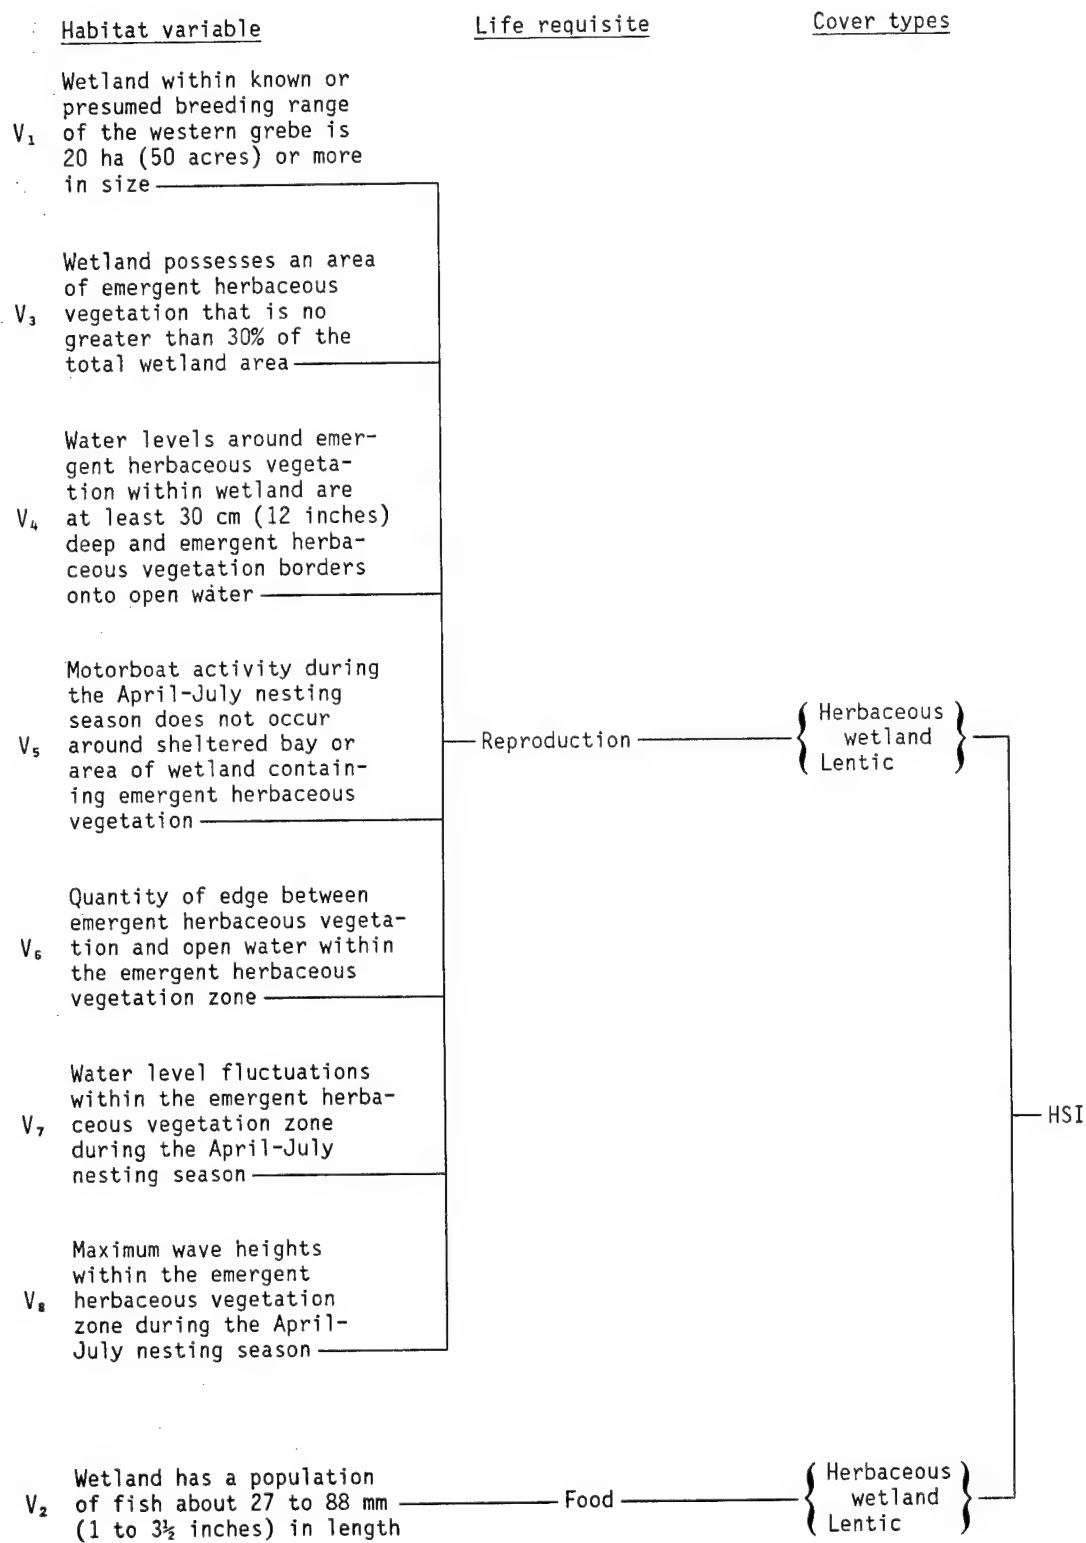 Habitat variable
Life requisite
Cover types
Wetland within known or
presumed breeding range
V₁ of the western grebe is
20 ha (50 acres) or more
in size
Wetland possesses an area
of emergent herbaceous
V₃ vegetation that is no
greater than 30% of the
total wetland area
Water levels around emer-
gent herbaceous vegeta-
tion within wetland are
V₄ at least 30 cm (12 inches)
deep and emergent herba-
ceous vegetation borders
onto open water
Motorboat activity during
the April-July nesting
season does not occur
V₅ around sheltered bay or
area of wetland contain-
ing emergent herbaceous
vegetation
Reproduction
Herbaceous
wetland
Lentic
Quantity of edge between
emergent herbaceous vegeta-
V₆ tion and open water within
the emergent herbaceous
vegetation zone
Water level fluctuations
within the emergent herba-
V₇ ceous vegetation zone
during the April-July
nesting season
HSI
Maximum wave heights
within the emergent
V₈ herbaceous vegetation
zone during the April-
July nesting season
Wetland has a population
V₂ of fish about 27 to 88 mm
(1 to 3½ inches) in length
Food
Herbaceous
wetland
Lentic